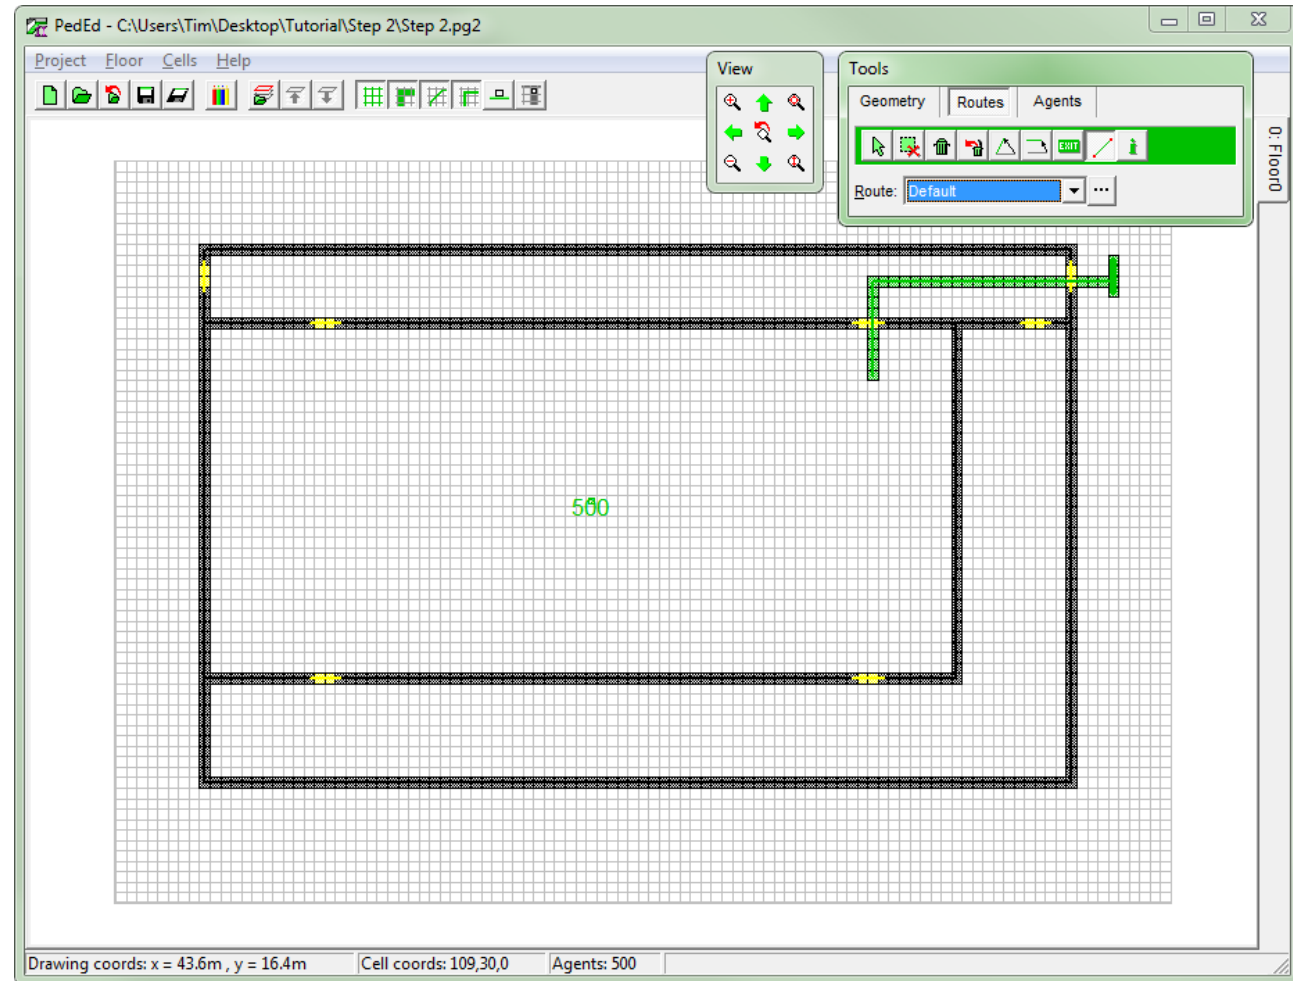 PedEd - C:\Users\Tim\Desktop\Tutorial\Step 2\Step 2.pg2
Project Floor Cells Help
View
Tools
Geometry Routes Agents
EXIT
Route: Default ...
0: Floor0
500
Drawing coords: x = 43.6m , y = 16.4m Cell coords: 109,30,0 Agents: 500